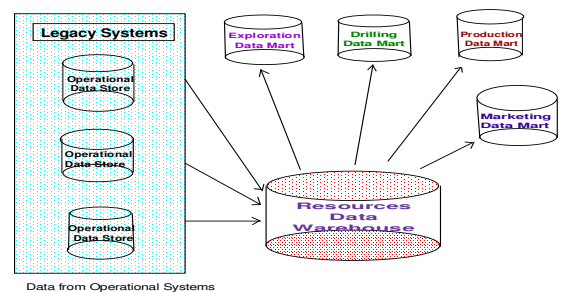 Legacy Systems
Operational
Data Store
Operational
Data Store
Operational
Data Store
Data from Operational Systems
Exploration
Data Mart
Drilling
Data Mart
Production
Data Mart
Marketing
Data Mart
Resources
Data
Warehouse